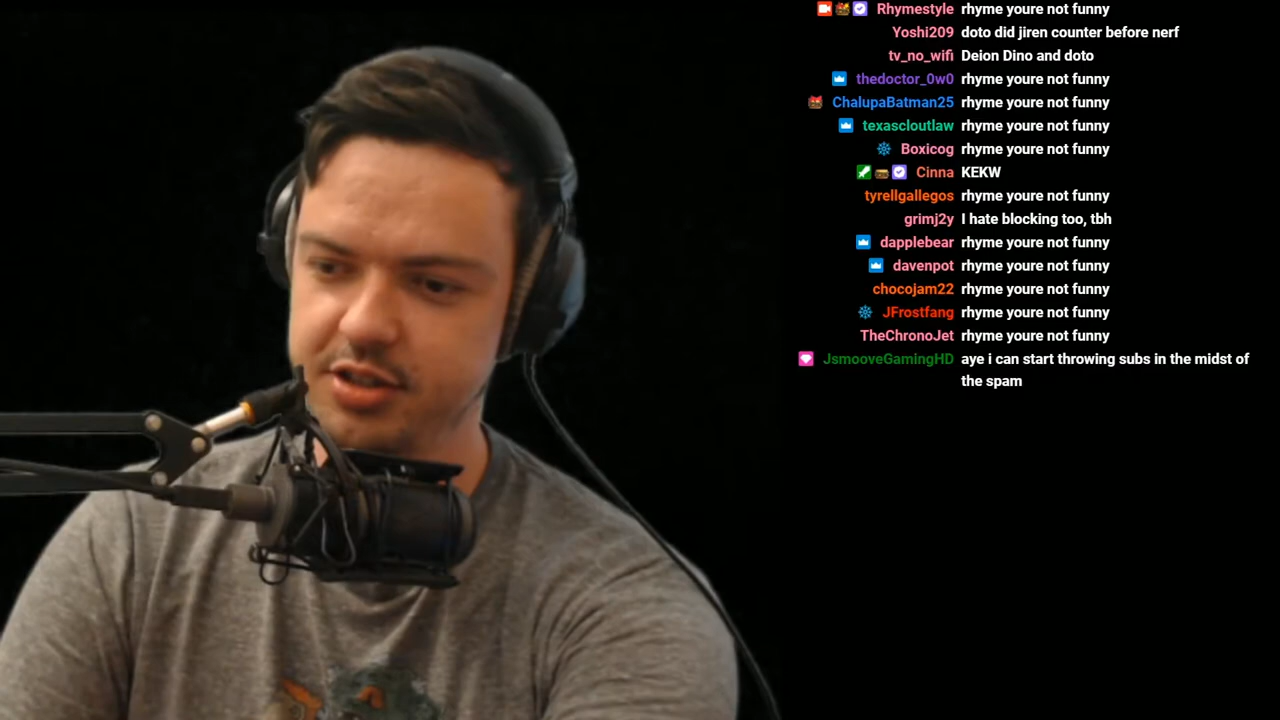 Rhymestyle rhyme youre not funny
Yoshi209 doto did jiren counter before nerf
tv_no_wifi Deion Dino and doto
thedoctor_0w0 rhyme youre not funny
ChalupaBatman25 rhyme youre not funny
texascloutlaw rhyme youre not funny
Boxicog rhyme youre not funny
Cinna KEKW
tyrellgallegos rhyme youre not funny
grimj2y I hate blocking too, tbh
dapplebear rhyme youre not funny
davenpot rhyme youre not funny
chocojam22 rhyme youre not funny
JFrostfang rhyme youre not funny
TheChronoJet rhyme youre not funny
JsmooveGamingHD aye i can start throwing subs in the midst of
the spam